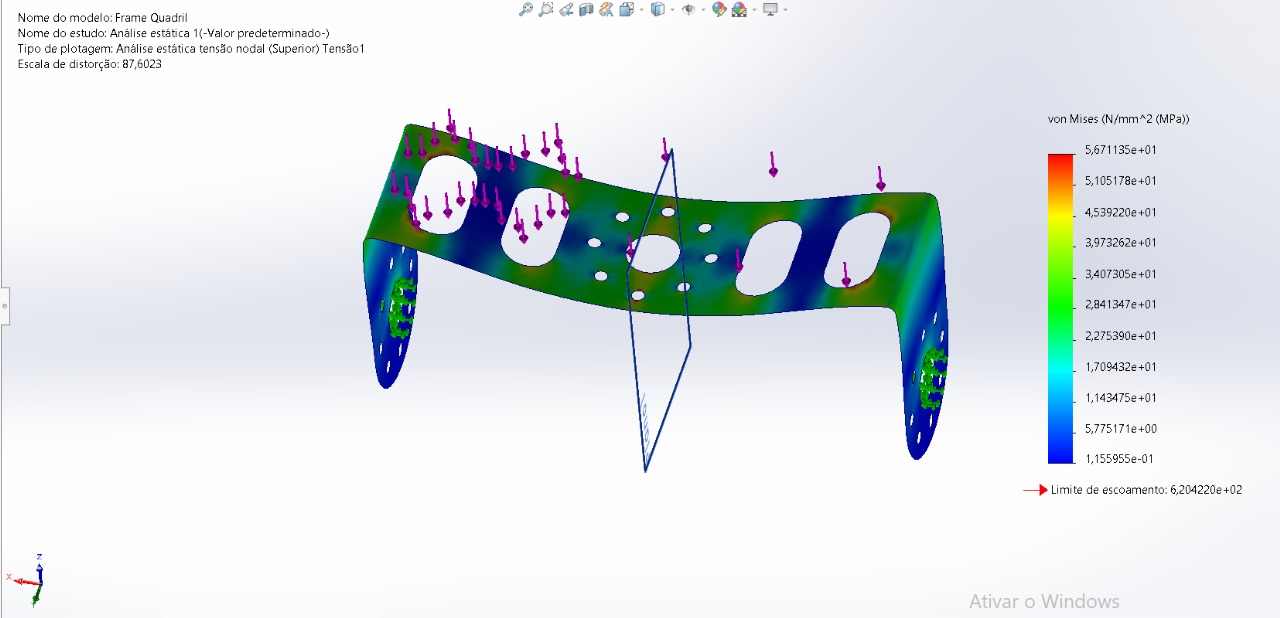 Nome do modelo: Frame Quadril
Nome do estudo: Análise estática 1(-Valor predeterminado-)
Tipo de plotagem: Análise estática tensão nodal (Superior) Tensão1
Escala de distorção: 87,6023
von Mises (N/mm^2 (MPa))
5,671135e+01
5,105178e+01
4,539220e+01
3,973262e+01
3,407305e+01
2,841347e+01
2,275390e+01
1,709432e+01
1,143475e+01
5,775171e+00
1,155955e-01
Limite de escoamento: 6,204220e+02
Z
X
Ativar o Windows